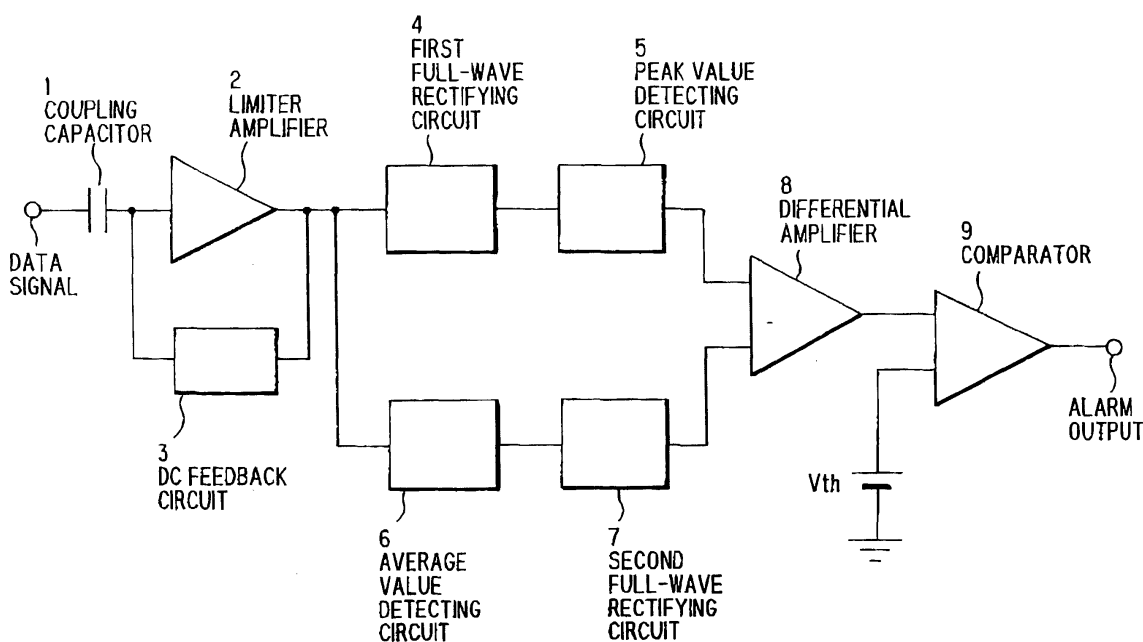 1
COUPLING
CAPACITOR
2
LIMITER
AMPLIFIER
4
FIRST
FULL-WAVE
RECTIFYING
CIRCUIT
5
PEAK VALUE
DETECTING
CIRCUIT
8
DIFFERENTIAL
AMPLIFIER
9
COMPARATOR
DATA
SIGNAL
3
DC FEEDBACK
CIRCUIT
6
AVERAGE
VALUE
DETECTING
CIRCUIT
7
SECOND
FULL-WAVE
RECTIFYING
CIRCUIT
Vth
ALARM
OUTPUT